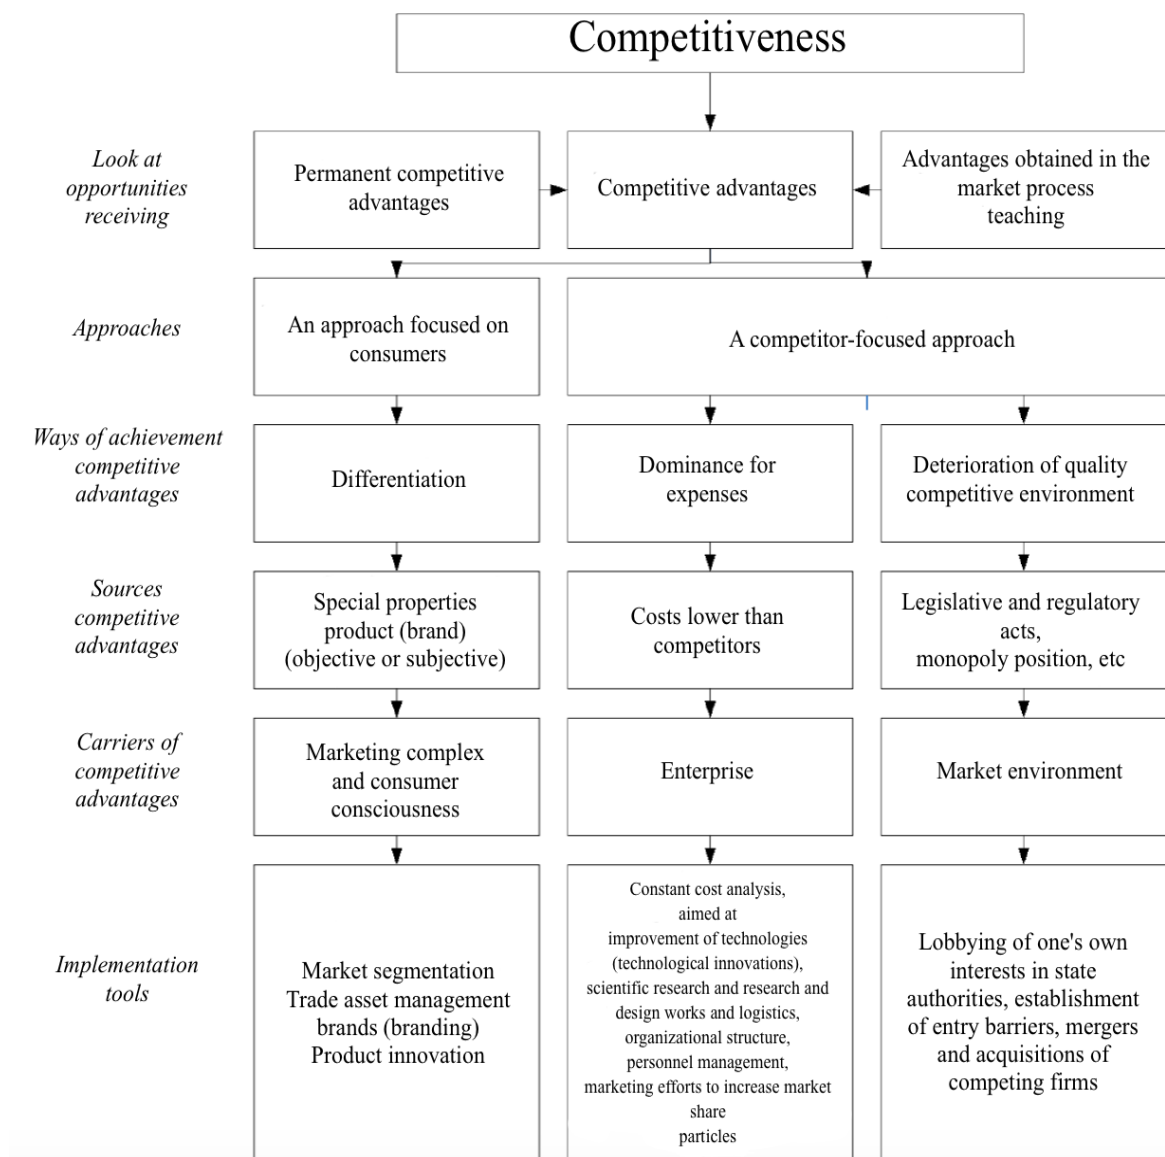 Competitiveness
Look at
opportunities
receiving
Permanent competitive
advantages
Competitive advantages
Advantages obtained in the
market process
teaching
Approaches
An approach focused on
consumers
A competitor-focused approach
Ways of achievement
competitive
advantages
Differentiation
Dominance for
expenses
Deterioration of quality
competitive environment
Sources
competitive
advantages
Special properties
product (brand)
(objective or subjective)
Costs lower than
competitors
Legislative and regulatory
acts,
monopoly position, etc
Carriers of
competitive
advantages
Marketing complex
and consumer
consciousness
Enterprise
Market environment
Implementation
tools
Market segmentation
Trade asset management
brands (branding)
Product innovation
Constant cost analysis,
aimed at
improvement of technologies
(technological innovations),
scientific research and research and
design works and logistics,
organizational structure,
personnel management,
marketing efforts to increase market
share
particles
Lobbying of one's own
interests in state
authorities, establishment
of entry barriers, mergers
and acquisitions of
competing firms